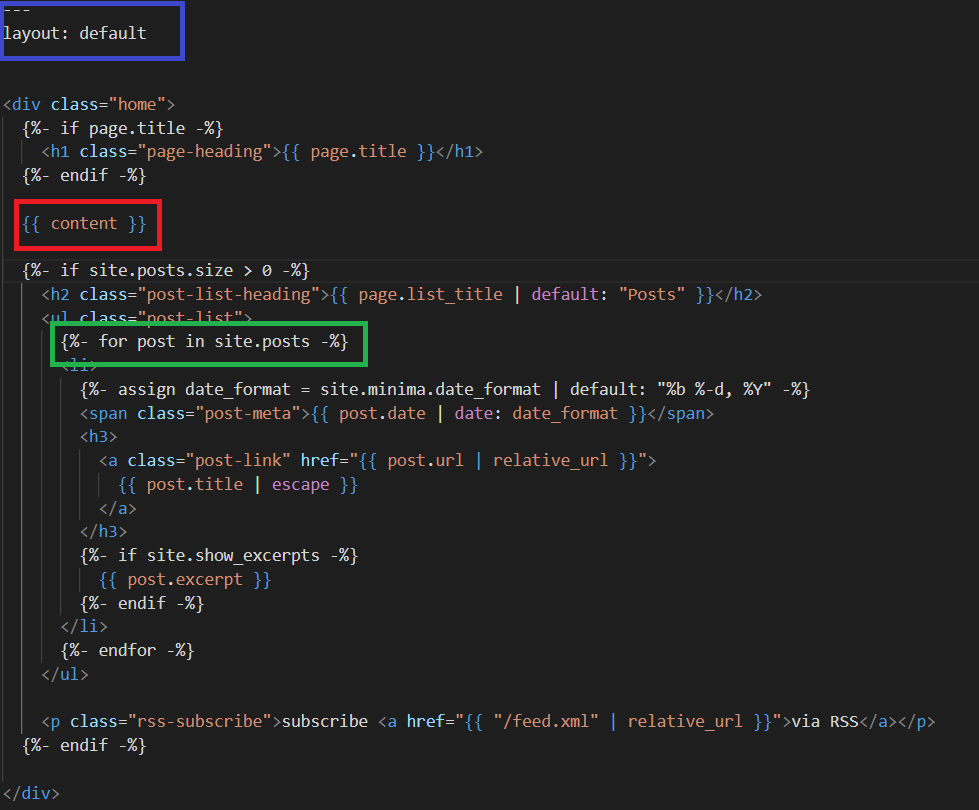 ---
layout: default
<div class="home">
{%- if page.title -%}
<h1 class="page-heading">{{ page.title }}</h1>
{%- endif -%}
{{ content }}
{%- if site.posts.size > 0 -%}
<h2 class="post-list-heading">{{ page.list_title | default: "Posts" }}</h2>
<ul class="post-list">
{%- for post in site.posts -%}
<li>
{%- assign date_format = site.minima.date_format | default: "%b %-d, %Y" -%}
<span class="post-meta">{{ post.date | date: date_format }}</span>
<h3>
<a class="post-link" href="{{ post.url | relative_url }}">
{{ post.title | escape }}
</a>
</h3>
{%- if site.show_excerpts -%}
{{ post.excerpt }}
{%- endif -%}
</li>
{%- endfor -%}
</ul>
<p class="rss-subscribe">subscribe <a href="{{ "/feed.xml" | relative_url }}">via RSS</a></p>
{%- endif -%}
</div>